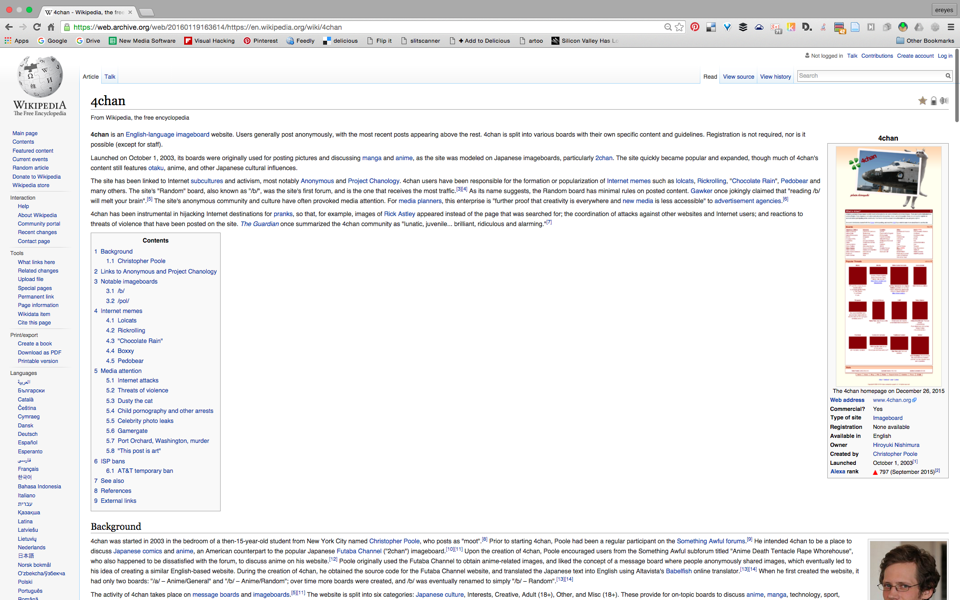 4chan - Wikipedia, the fre
ereyes
https://web.archive.org/web/20160119163614/https://en.wikipedia.org/wiki/4chan
Apps Google Drive New Media Software Visual Hacking Pinterest Feedly delicious Flip it slitscanner + Add to Delicious artoo Silicon Valley Has Lo Other Bookmarks
Not logged in Talk Contributions Create account Log in
Article Talk Read View source View history Search
WIKIPEDIA
The Free Encyclopedia
Main page
Contents
Featured content
Current events
Random article
Donate to Wikipedia
Wikipedia store
Interaction
Help
About Wikipedia
Community portal
Recent changes
Contact page
Tools
What links here
Related changes
Upload file
Special pages
Permanent link
Page information
Wikidata item
Cite this page
Print/export
Create a book
Download as PDF
Printable version
Languages
العربية
Български
Català
Čeština
Cymraeg
Dansk
Deutsch
Español
Esperanto
فارسی
Français
한국어
Bahasa Indonesia
Italiano
עברית
Қазақша
Latina
Latviešu
Lietuvių
Nederlands
日本語
Norsk bokmål
Oʻzbekcha/ўзбекча
Polski
Português
Română
4chan
From Wikipedia, the free encyclopedia
4chan is an English-language imageboard website. Users generally post anonymously, with the most recent posts appearing above the rest. 4chan is split into various boards with their own specific content and guidelines. Registration is not required, nor is it
possible (except for staff).
Launched on October 1, 2003, its boards were originally used for posting pictures and discussing manga and anime, as the site was modeled on Japanese imageboards, particularly 2chan. The site quickly became popular and expanded, though much of 4chan's
content still features otaku, anime, and other Japanese cultural influences.
The site has been linked to Internet subcultures and activism, most notably Anonymous and Project Chanology. 4chan users have been responsible for the formation or popularization of Internet memes such as lolcats, Rickrolling, "Chocolate Rain", Pedobear and
many others. The site's "Random" board, also known as "/b/", was the site's first forum, and is the one that receives the most traffic.[3][4] As its name suggests, the Random board has minimal rules on posted content. Gawker once jokingly claimed that "reading /b/
will melt your brain".[5] The site's anonymous community and culture have often provoked media attention. For media planners, this enterprise is "further proof that creativity is everywhere and new media is less accessible" to advertisement agencies.[6]
4chan has been instrumental in hijacking Internet destinations for pranks, so that, for example, images of Rick Astley appeared instead of the page that was searched for; the coordination of attacks against other websites and Internet users; and reactions to
threats of violence that have been posted on the site. The Guardian once summarized the 4chan community as "lunatic, juvenile... brilliant, ridiculous and alarming."[7]
Contents
1 Background
1.1 Christopher Poole
2 Links to Anonymous and Project Chanology
3 Notable imageboards
3.1 /b/
3.2 /pol/
4 Internet memes
4.1 Lolcats
4.2 Rickrolling
4.3 "Chocolate Rain"
4.4 Boxxy
4.5 Pedobear
5 Media attention
5.1 Internet attacks
5.2 Threats of violence
5.3 Dusty the cat
5.4 Child pornography and other arrests
5.5 Celebrity photo leaks
5.6 Gamergate
5.7 Port Orchard, Washington, murder
5.8 "This post is art"
6 ISP bans
6.1 AT&T temporary ban
7 See also
8 References
9 External links
4chan
4chan
The 4chan homepage on December 26, 2015
Web address www.4chan.org
Commercial? Yes
Type of site Imageboard
Registration None available
Available in English
Owner Hiroyuki Nishimura
Created by Christopher Poole
Launched October 1, 2003[1]
Alexa rank ▲ 797 (September 2015)[2]
Background
4chan was started in 2003 in the bedroom of a then-15-year-old student from New York City named Christopher Poole, who posts as "moot".[8] Prior to starting 4chan, Poole had been a regular participant on the Something Awful forums.[9] He intended 4chan to be a place to
discuss Japanese comics and anime, an American counterpart to the popular Japanese Futaba Channel ("2chan") imageboard.[10][11] Upon the creation of 4chan, Poole encouraged users from the Something Awful subforum titled "Anime Death Tentacle Rape Whorehouse",
who also happened to be dissatisfied with the forum, to discuss anime on his website.[12] Poole originally used the Futaba Channel to obtain anime-related images, and liked the concept of a message board where people anonymously shared images, which eventually led to
his idea of creating a similar English-based website. During the creation of 4chan, he obtained the source code for the Futaba Channel website, and translated the Japanese text into English using Altavista's Babelfish online translator.[13][14] When he first created the website, it
had only two boards: "/a/ – Anime/General" and "/b/ – Anime/Random"; over time more boards were created, and /b/ was eventually renamed to simply "/b/ – Random".[13][14]
The activity of 4chan takes place on message boards and imageboards.[5][11] The website is split into six categories: Japanese culture, Interests, Creative, Adult (18+), Other, and Misc (18+). These provide for on-topic boards to discuss anime, manga, technology, sport,